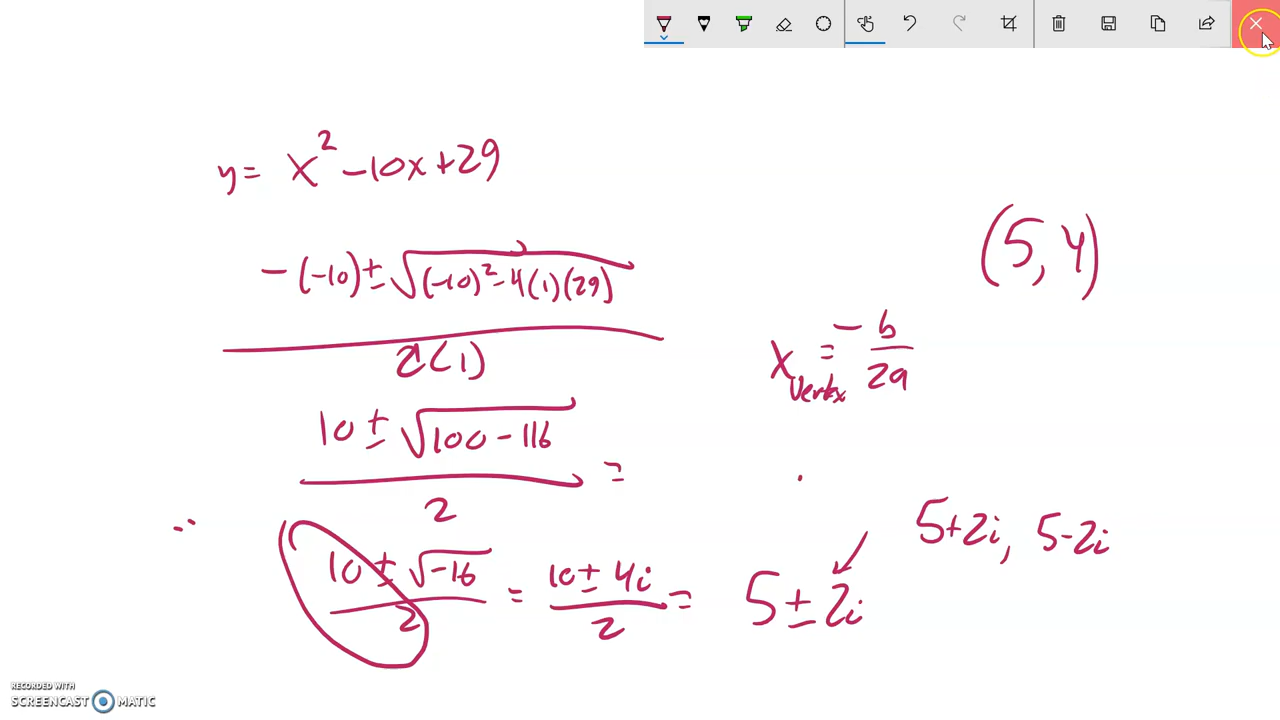 y = x² - 10x + 29
(5, 4)
-(-10) ± √((-10)² - 4(1)(29))
2(1)
x vertex = - b/2a
10 ± √(100 - 116)
2
=
5+2i, 5-2i
10 ± √-16 / 2 = 10 ± 4i / 2 = 5 ± 2i
RECORDED WITH
SCREENCAST MATIC